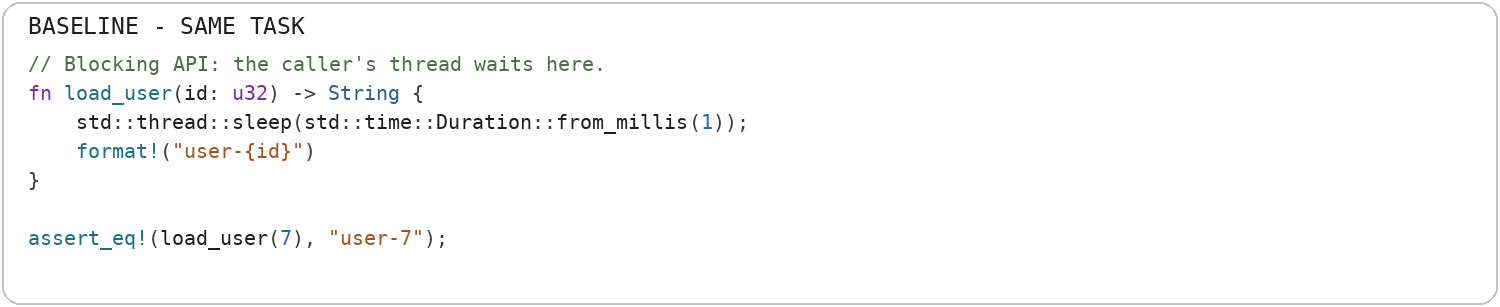 BASELINE - SAME TASK
// Blocking API: the caller's thread waits here.
fn load_user(id: u32) -> String {
    std::thread::sleep(std::time::Duration::from_millis(1));
    format!("user-{id}")
}
assert_eq!(load_user(7), "user-7");